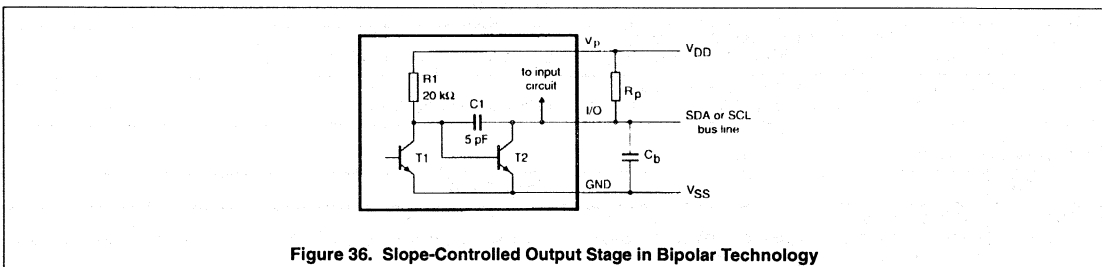 Vp
VDD
R1
20 kΩ
to input
circuit
Rp
C1
I/O
SDA or SCL
bus line
5 pF
T1
T2
Cb
GND
VSS
Figure 36. Slope-Controlled Output Stage in Bipolar Technology